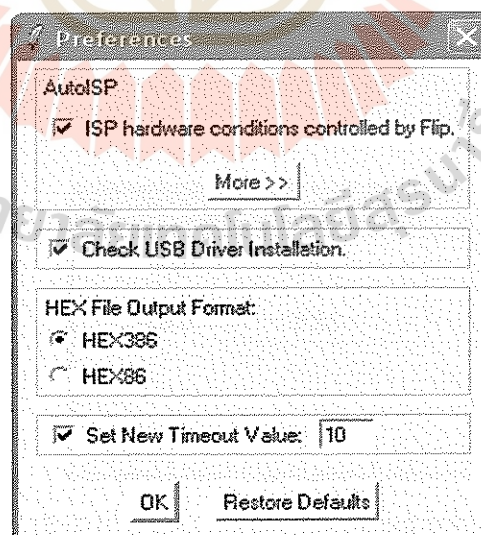 Preferences
AutoISP
ISP hardware conditions controlled by Flip.
More >>
Check USB Driver Installation.
HEX File Output Format:
HEX386
HEX86
Set New Timeout Value: 10
OK Restore Defaults